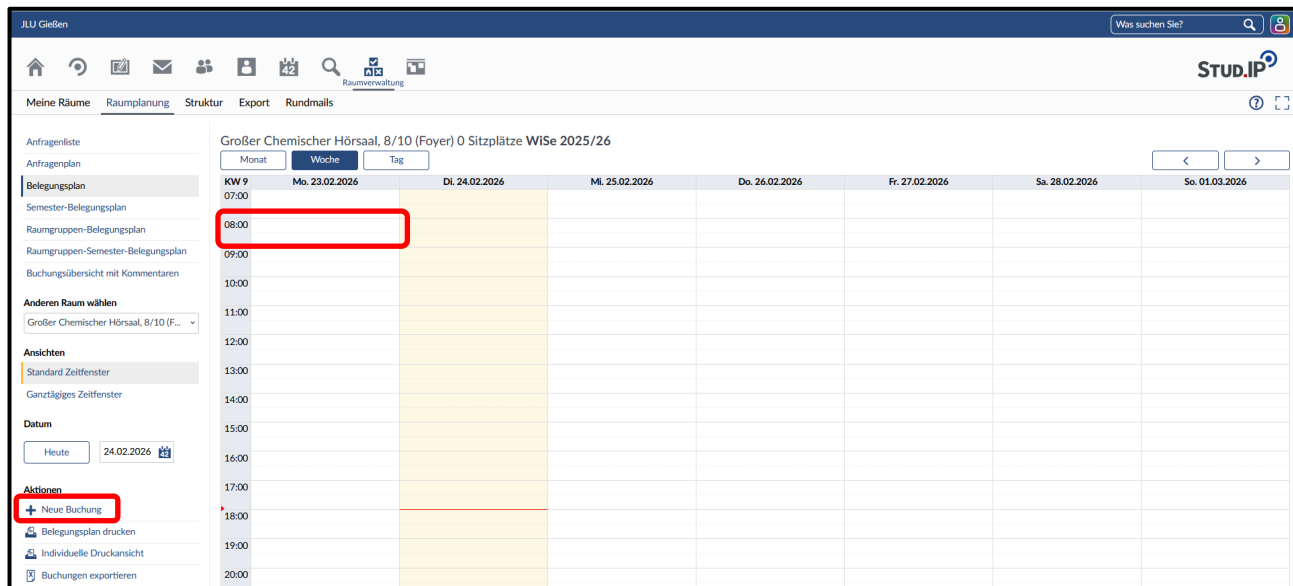 JLU Gießen
Was suchen Sie?
42
Raumverwaltung
STUD.IP
Meine Räume Raumplanung Struktur Export Rundmails
Anfragenliste
Anfragenplan
Belegungsplan
Semester-Belegungsplan
Raumgruppen-Belegungsplan
Raumgruppen-Semester-Belegungsplan
Buchungsübersicht mit Kommentaren
Anderen Raum wählen
Großer Chemischer Hörsaal, 8/10 (F...
Ansichten
Standard Zeitfenster
Ganztägiges Zeitfenster
Datum
Heute 24.02.2026 42
Aktionen
+ Neue Buchung
Belegungsplan drucken
Individuelle Druckansicht
Buchungen exportieren
Großer Chemischer Hörsaal, 8/10 (Foyer) 0 Sitzplätze WiSe 2025/26
Monat Woche Tag < >
KW 9 Mo. 23.02.2026 Di. 24.02.2026 Mi. 25.02.2026 Do. 26.02.2026 Fr. 27.02.2026 Sa. 28.02.2026 So. 01.03.2026
07:00
08:00
09:00
10:00
11:00
12:00
13:00
14:00
15:00
16:00
17:00
18:00
19:00
20:00